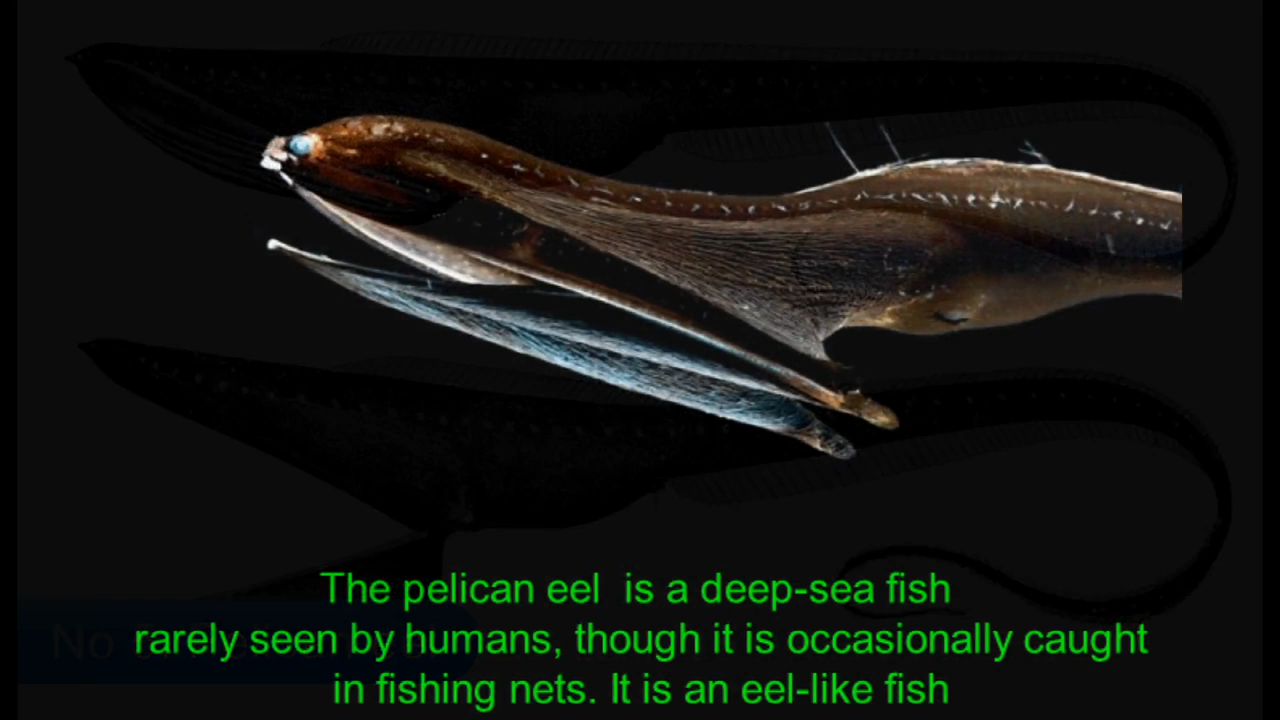 The pelican eel is a deep-sea fish
No
rarely seen by humans, though it is occasionally caught
in fishing nets. It is an eel-like fish